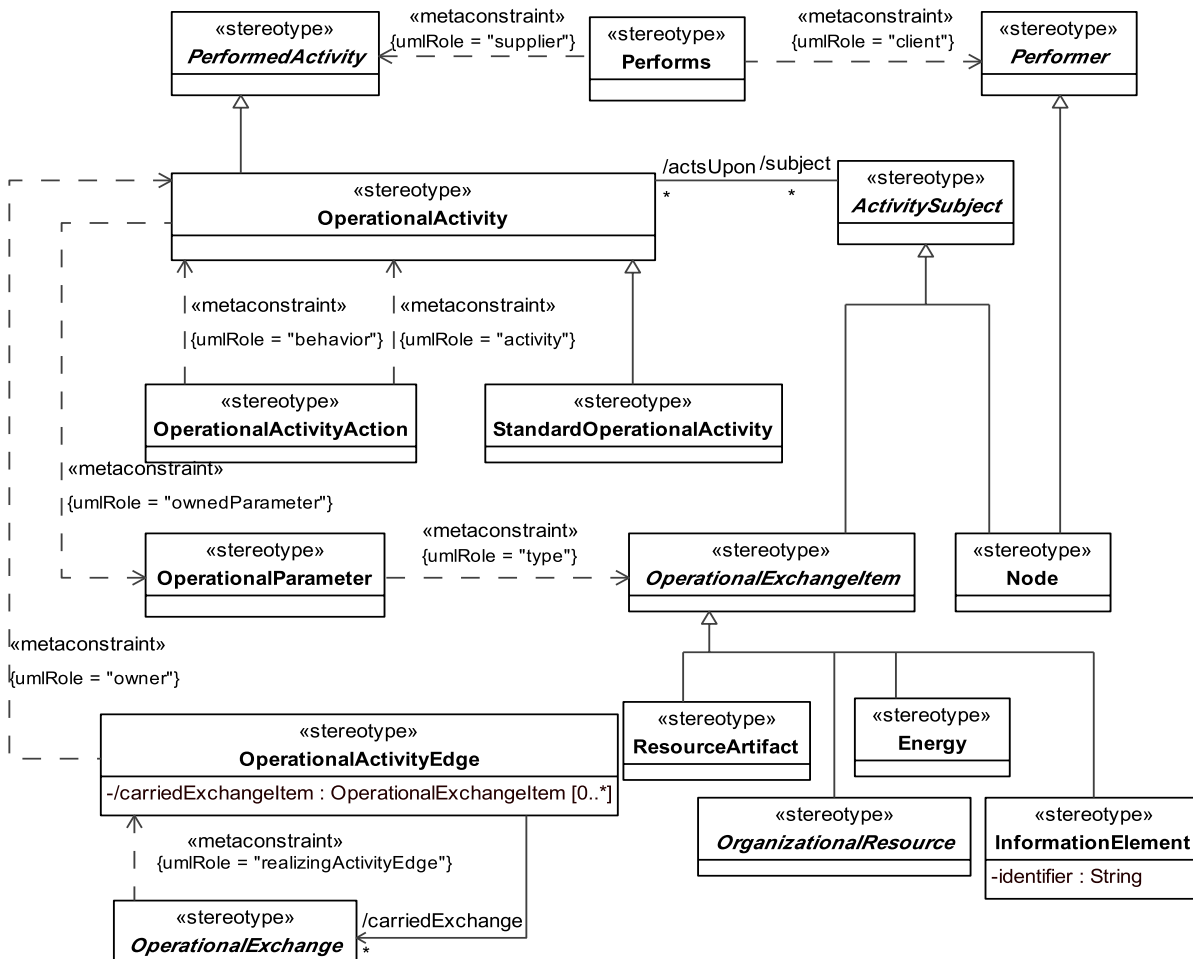 «metaconstraint»
«metaconstraint»
«stereotype»
PerformedActivity
{umlRole = "supplier"}
«stereotype»
Performs
{umlRole = "client"}
«stereotype»
Performer
/actsUpon
/subject
*
*
«stereotype»
OperationalActivity
«stereotype»
ActivitySubject
«metaconstraint»
{umlRole = "behavior"}
«metaconstraint»
{umlRole = "activity"}
«stereotype»
OperationalActivityAction
«stereotype»
StandardOperationalActivity
«metaconstraint»
{umlRole = "ownedParameter"}
«stereotype»
OperationalParameter
«metaconstraint»
{umlRole = "type"}
«stereotype»
OperationalExchangeItem
«stereotype»
Node
«metaconstraint»
{umlRole = "owner"}
«stereotype»
OperationalActivityEdge
-/carriedExchangeItem : OperationalExchangeItem [0..*]
«stereotype»
ResourceArtifact
«stereotype»
Energy
«stereotype»
OrganizationalResource
«stereotype»
InformationElement
-identifier : String
«metaconstraint»
{umlRole = "realizingActivityEdge"}
«stereotype»
OperationalExchange
/carriedExchange
*